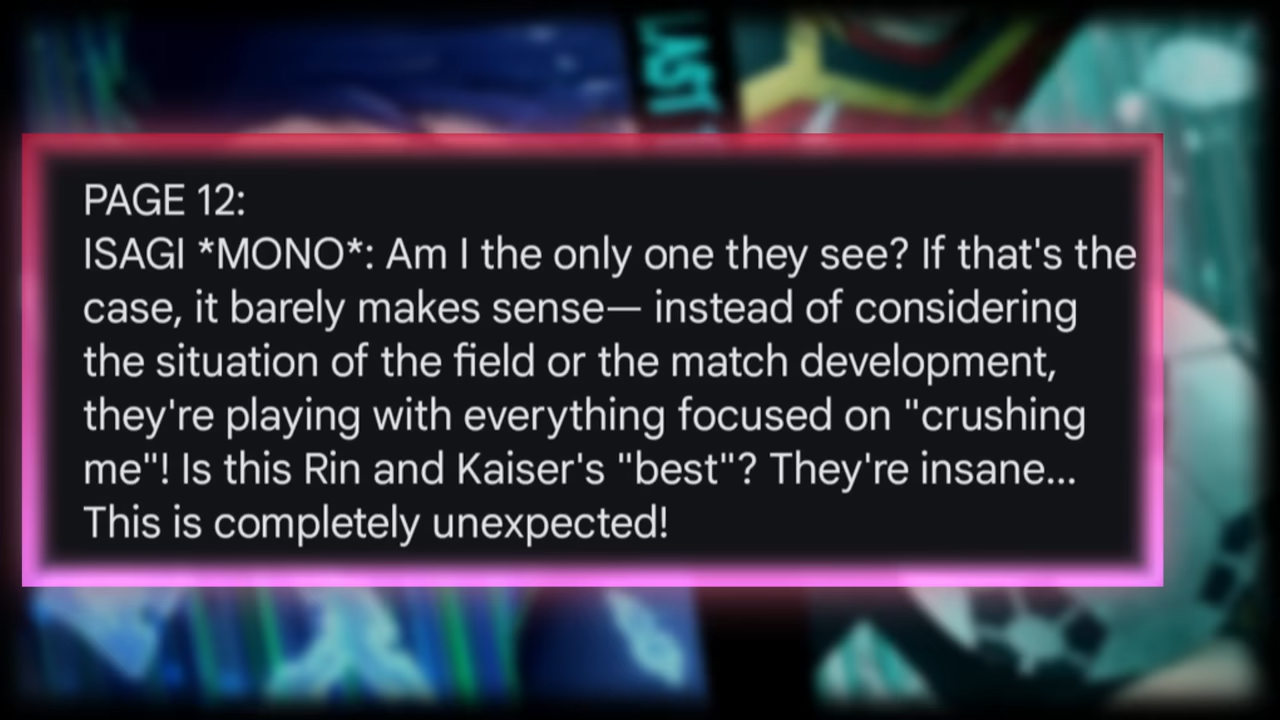 LAST
PAGE 12:
ISAGI *MONO*: Am I the only one they see? If that's the
case, it barely makes sense— instead of considering
the situation of the field or the match development,
they're playing with everything focused on "crushing
me"! Is this Rin and Kaiser's "best"? They're insane...
This is completely unexpected!